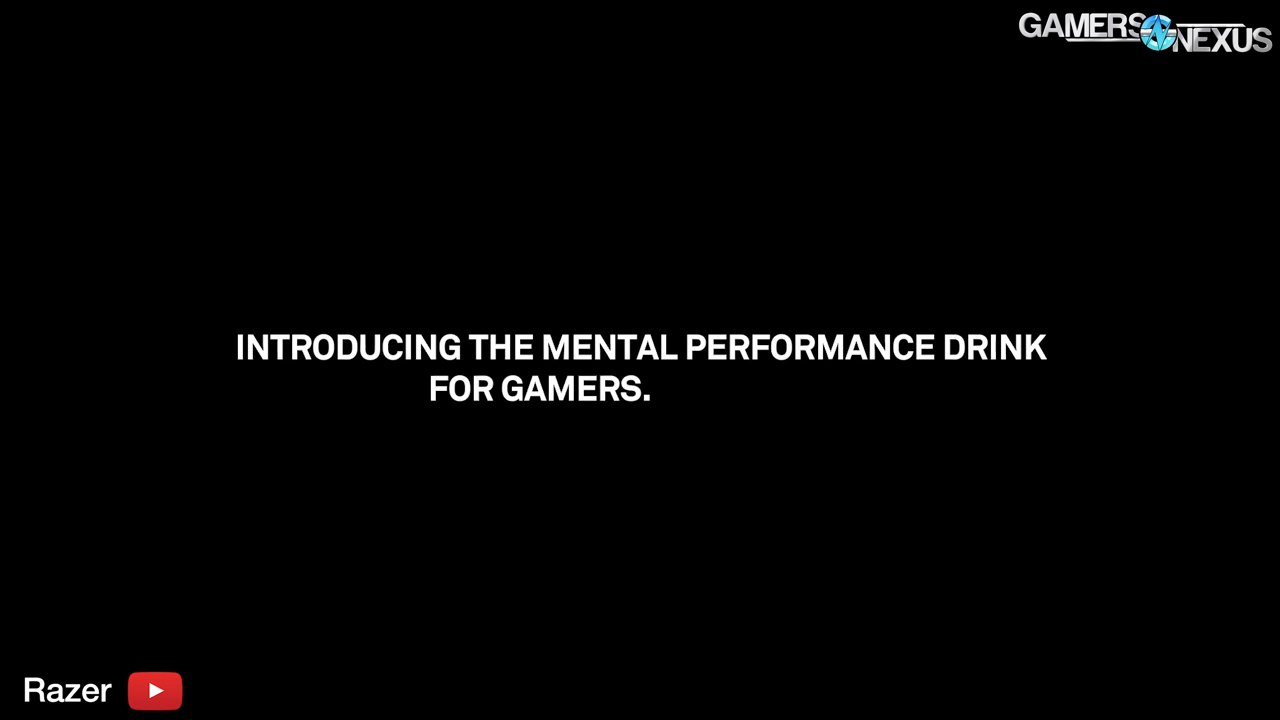 GAMERS NEXUS
INTRODUCING THE MENTAL PERFORMANCE DRINK
FOR GAMERS.
Razer